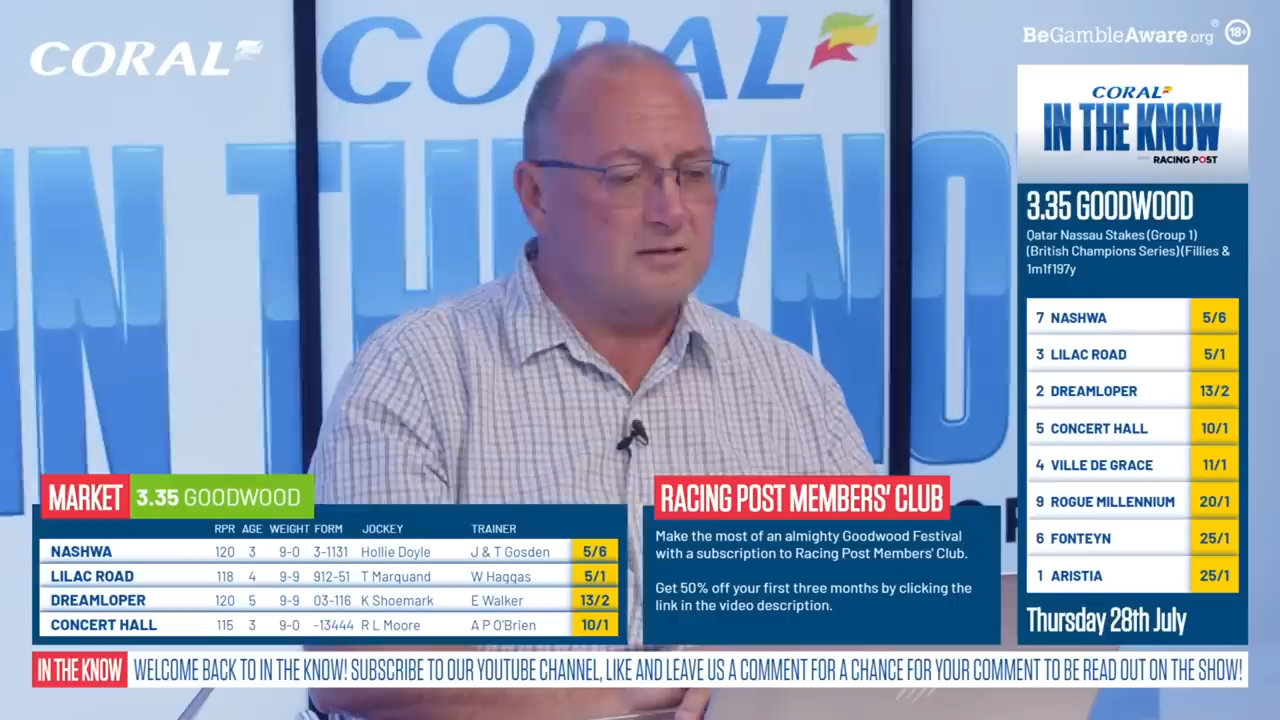 CORAL
CORAL
IN THE KNOW
BeGambleAware.org® 18+
CORAL
IN THE KNOW
RACING POST
3.35 GOODWOOD
Qatar Nassau Stakes (Group 1)
(British Champions Series) (Fillies &
1m1f197y
7 NASHWA 5/6
3 LILAC ROAD 5/1
2 DREAMLOPER 13/2
5 CONCERT HALL 10/1
4 VILLE DE GRACE 11/1
9 ROGUE MILLENNIUM 20/1
6 FONTEYN 25/1
1 ARISTIA 25/1
Thursday 28th July
MARKET 3.35 GOODWOOD
RPR AGE WEIGHT FORM JOCKEY TRAINER
NASHWA 120 3 9-0 3-1131 Hollie Doyle J & T Gosden 5/6
LILAC ROAD 118 4 9-9 912-51 T Marquand W Haggas 5/1
DREAMLOPER 120 5 9-9 03-116 K Shoemark E Walker 13/2
CONCERT HALL 115 3 9-0 -13444 R L Moore A P O'Brien 10/1
RACING POST MEMBERS' CLUB
Make the most of an almighty Goodwood Festival
with a subscription to Racing Post Members' Club.
Get 50% off your first three months by clicking the
link in the video description.
IN THE KNOW WELCOME BACK TO IN THE KNOW! SUBSCRIBE TO OUR YOUTUBE CHANNEL, LIKE AND LEAVE US A COMMENT FOR A CHANCE FOR YOUR COMMENT TO BE READ OUT ON THE SHOW!